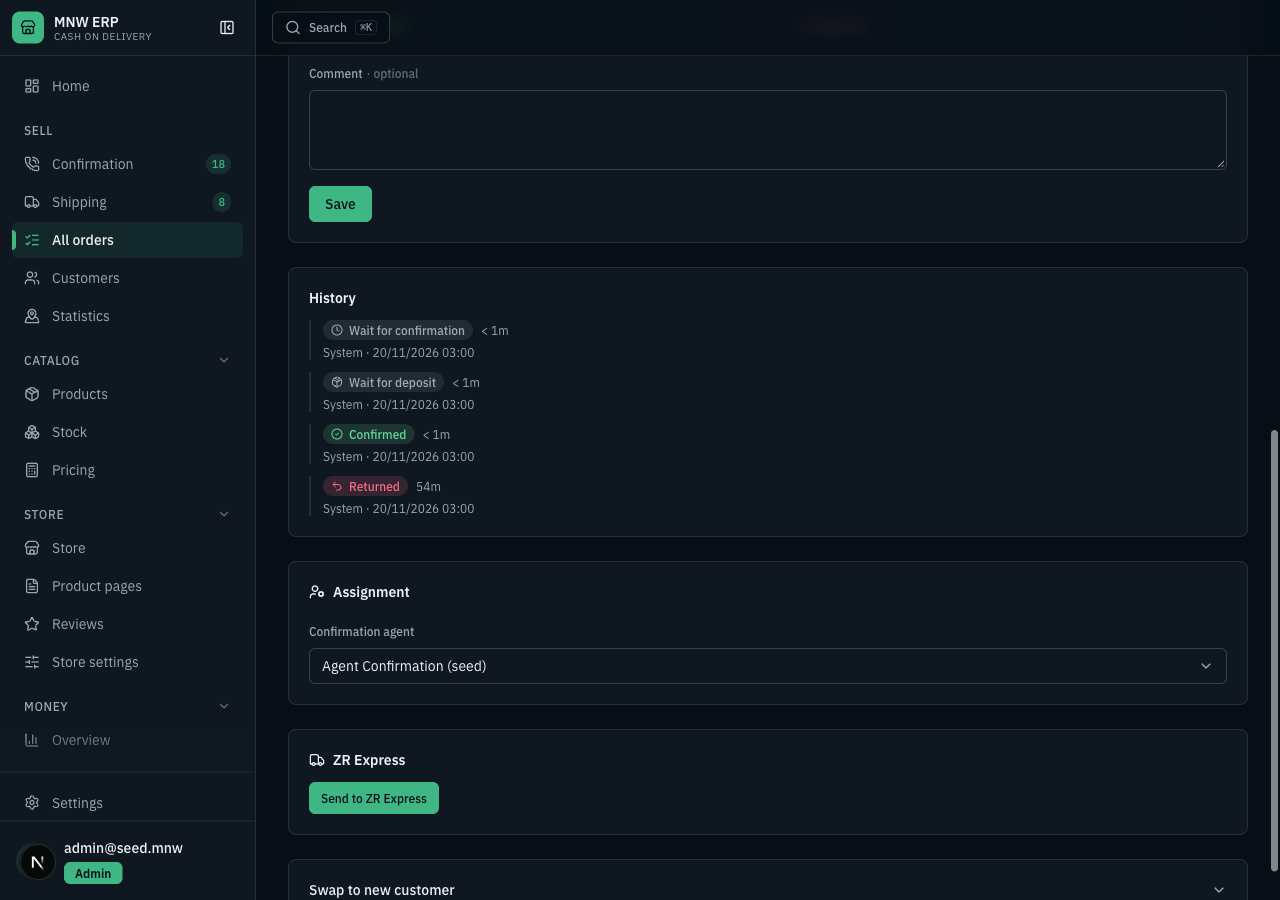 MNW ERP
CASH ON DELIVERY
Search ⌘K
Home
SELL
Confirmation 18
Shipping 8
All orders
Customers
Statistics
CATALOG
Products
Stock
Pricing
STORE
Store
Product pages
Reviews
Store settings
MONEY
Overview
Settings
N
admin@seed.mnw
Admin
Comment · optional
Save
History
Wait for confirmation < 1m
System · 20/11/2026 03:00
Wait for deposit < 1m
System · 20/11/2026 03:00
Confirmed < 1m
System · 20/11/2026 03:00
Returned 54m
System · 20/11/2026 03:00
Assignment
Confirmation agent
Agent Confirmation (seed)
ZR Express
Send to ZR Express
Swap to new customer